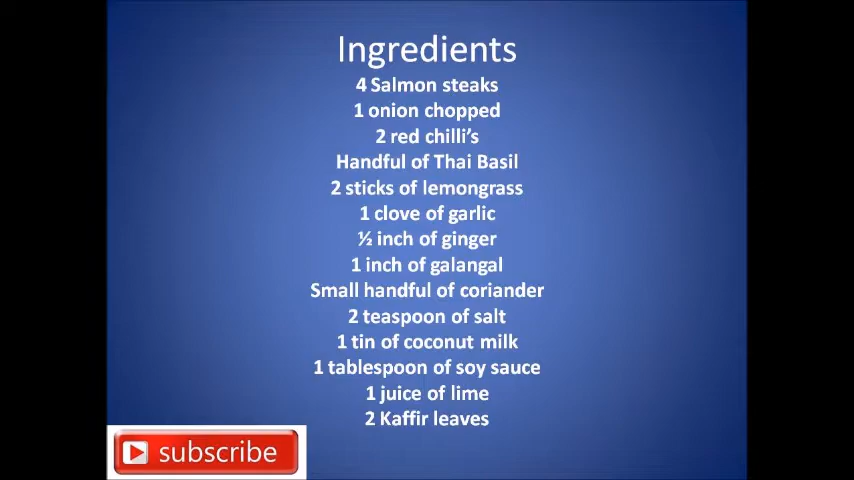 Ingredients
4 Salmon steaks
1 onion chopped
2 red chilli's
Handful of Thai Basil
2 sticks of lemongrass
1 clove of garlic
½ inch of ginger
1 inch of galangal
Small handful of coriander
2 teaspoon of salt
1 tin of coconut milk
1 tablespoon of soy sauce
1 juice of lime
2 Kaffir leaves
subscribe